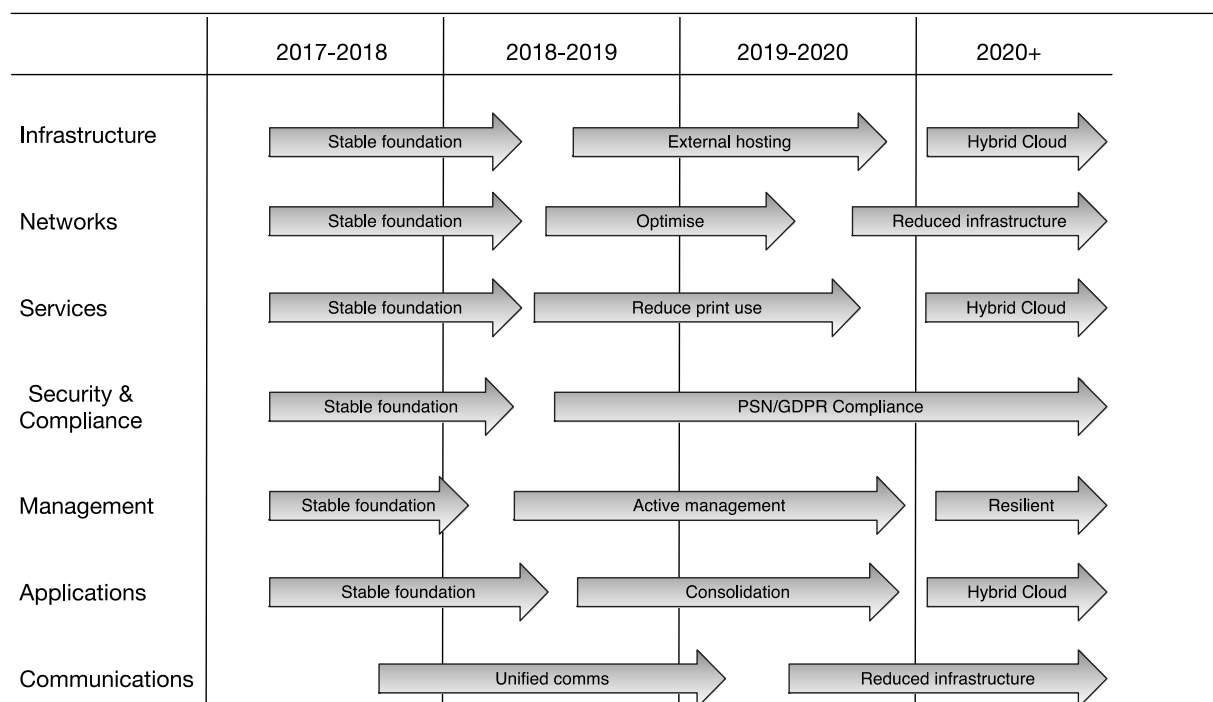 2017-2018 2018-2019 2019-2020 2020+
Infrastructure Stable foundation External hosting Hybrid Cloud
Networks Stable foundation Optimise Reduced infrastructure
Services Stable foundation Reduce print use Hybrid Cloud
Security &
Compliance Stable foundation PSN/GDPR Compliance
Management Stable foundation Active management Resilient
Applications Stable foundation Consolidation Hybrid Cloud
Communications Unified comms Reduced infrastructure